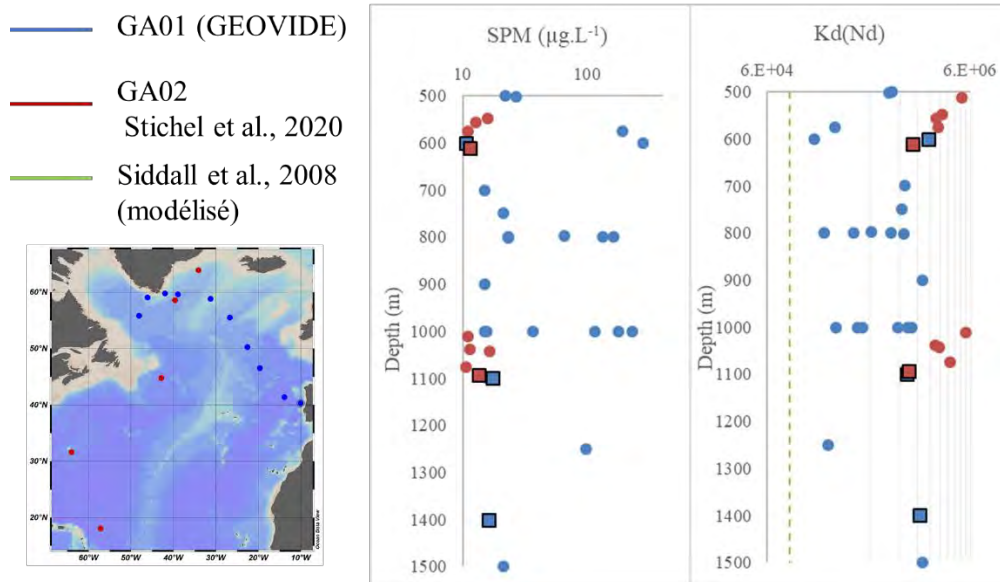 GA01 (GEOVIDE)
GA02
Stichel et al., 2020
Siddall et al., 2008
(modélisé)
60°N
50°N
40°N
30°N
20°N
60°W 50°W 40°W 30°W 20°W 10°W
Ocean Data View
SPM (µg.L⁻¹)
10 100
Depth (m)
500
600
700
800
900
1000
1100
1200
1300
1400
1500
Kd(Nd)
6.E+04 6.E+06
Depth (m)
500
600
700
800
900
1000
1100
1200
1300
1400
1500